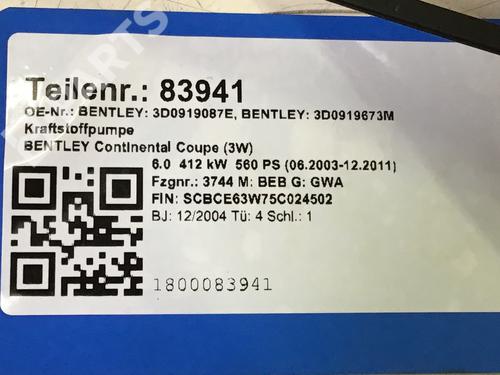 Teilenr.: 83941
OE-Nr.: BENTLEY: 3D0919087E, BENTLEY: 3D0919673M
Kraftstoffpumpe
BENTLEY Continental Coupe (3W)
6.0 412 kW 560 PS (06.2003-12.2011)
Fzgnr.: 3744 M: BEB G: GWA
FIN: SCBCE63W75C024502
BJ: 12/2004 Tü: 4 Schl.: 1
1800083941